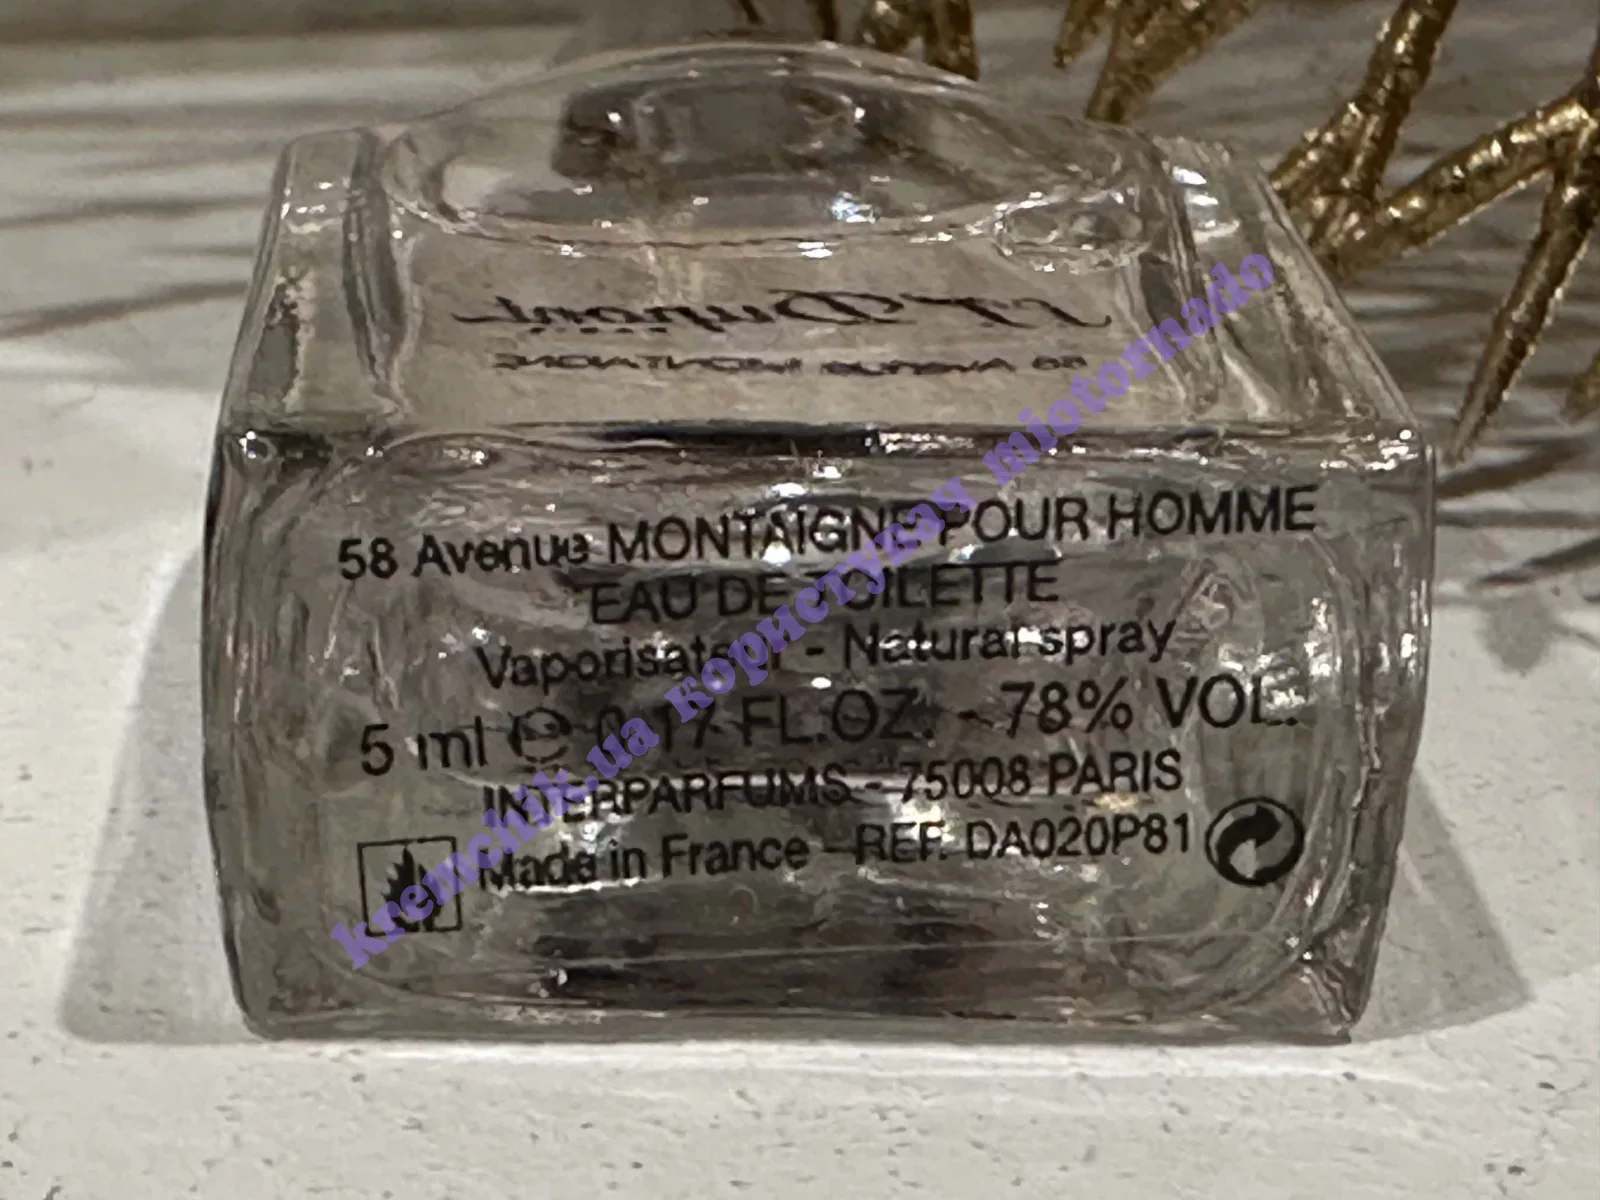 S.T. Dupont
58 Avenue MONTAIGNE
58 Avenue MONTAIGNE POUR HOMME
EAU DE TOILETTE
Vaporisateur - Natural spray
5 ml ℮ 0.17 FL.OZ. - 78% VOL.
INTERPARFUMS - 75008 PARIS
Made in France - REF. DA020P81
kremchik.ua користувач miotornado